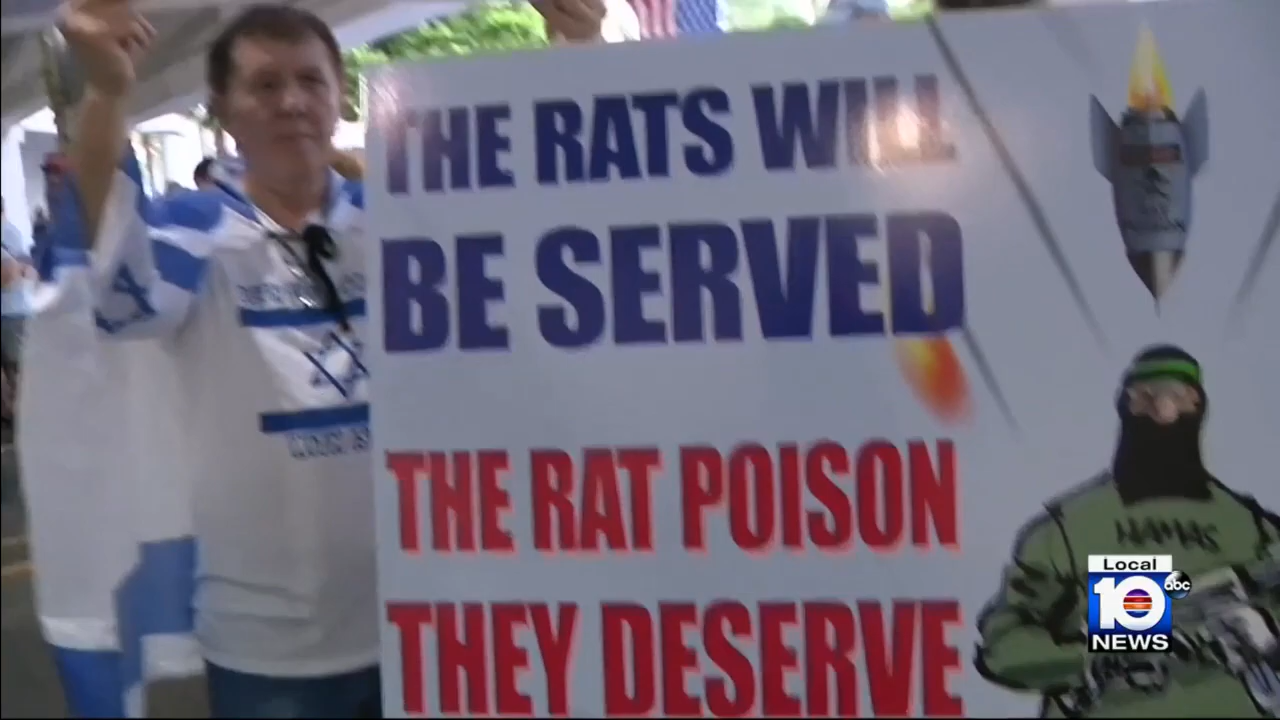 THE RATS WILL
BE SERVED
THE RAT POISON
THEY DESERVE
HAMAS
Local
10
abc
NEWS